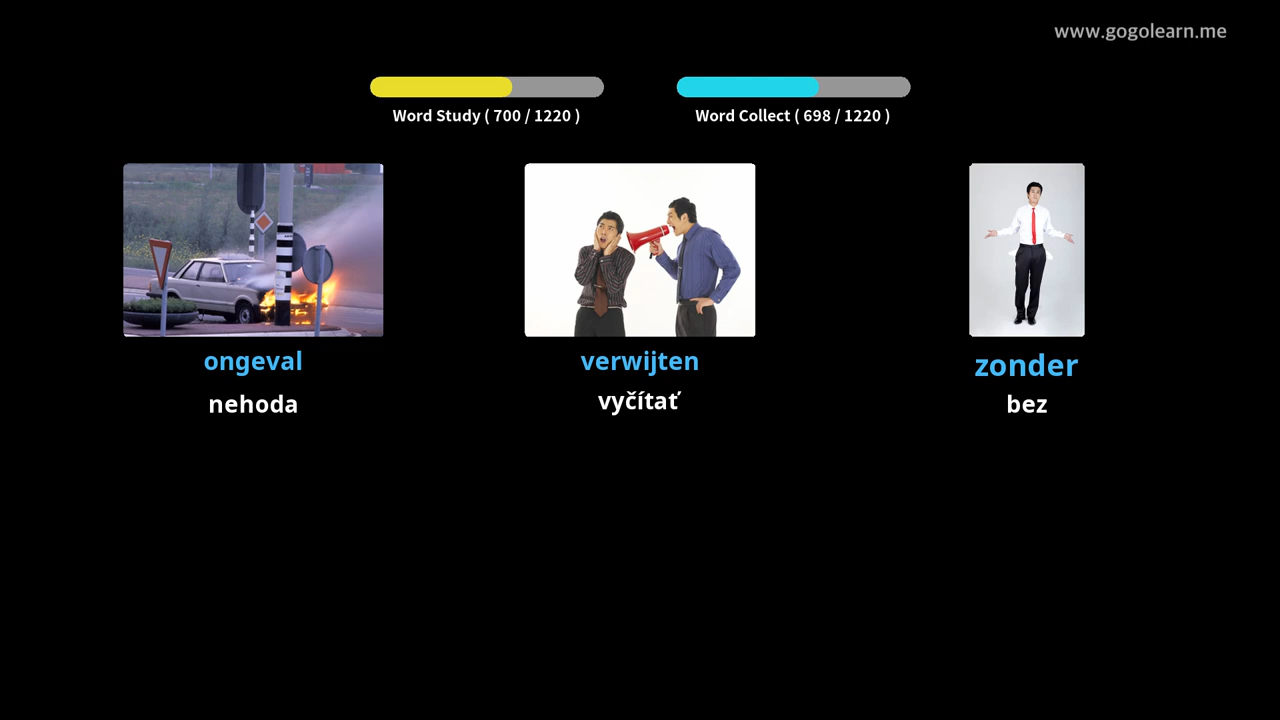 www.gogolearn.me
Word Study ( 700 / 1220 )
Word Collect ( 698 / 1220 )
ongeval
nehoda
verwijten
vyčítať
zonder
bez